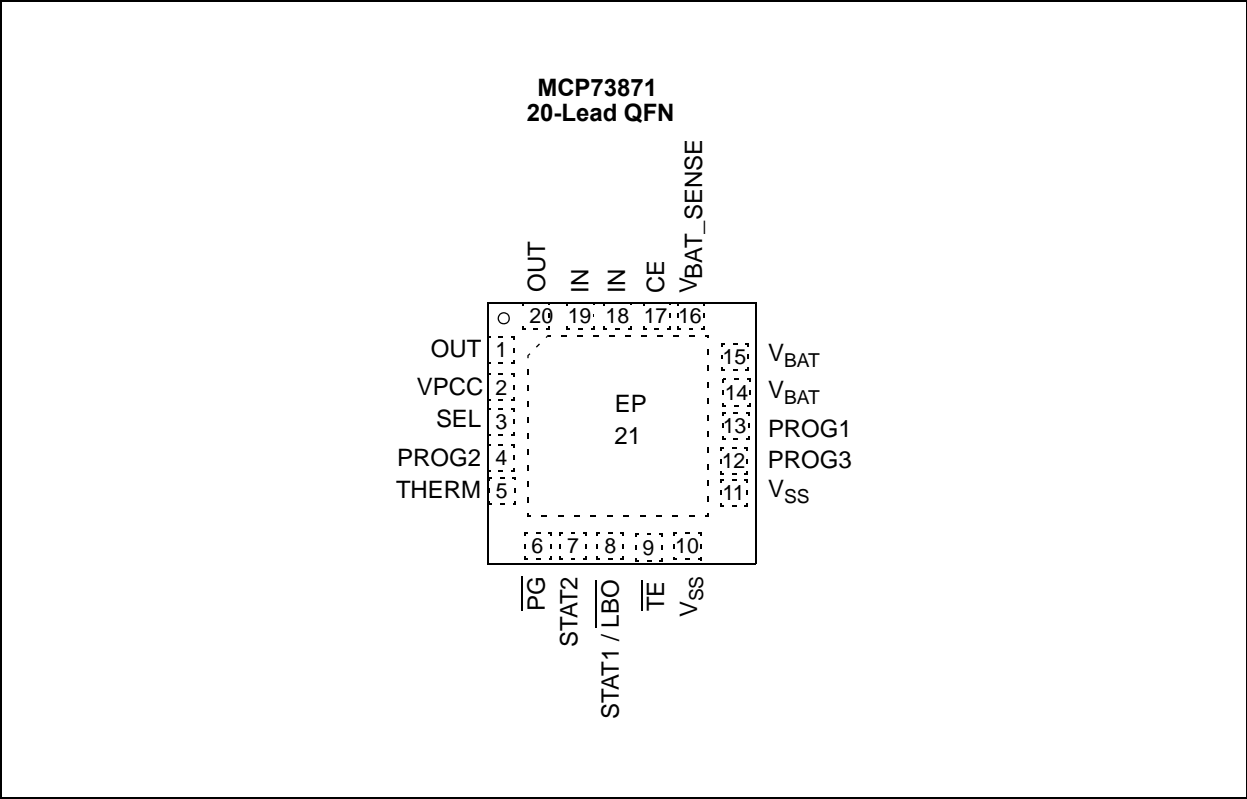 MCP73871
20-Lead QFN
OUT
IN
IN
CE
VBAT_SENSE
20
19
18
17
16
OUT 1
VPCC 2
SEL 3
PROG2 4
THERM 5
EP
21
15 VBAT
14 VBAT
13 PROG1
12 PROG3
11 VSS
6
7
8
9
10
PG
STAT2
STAT1 / LBO
TE
VSS